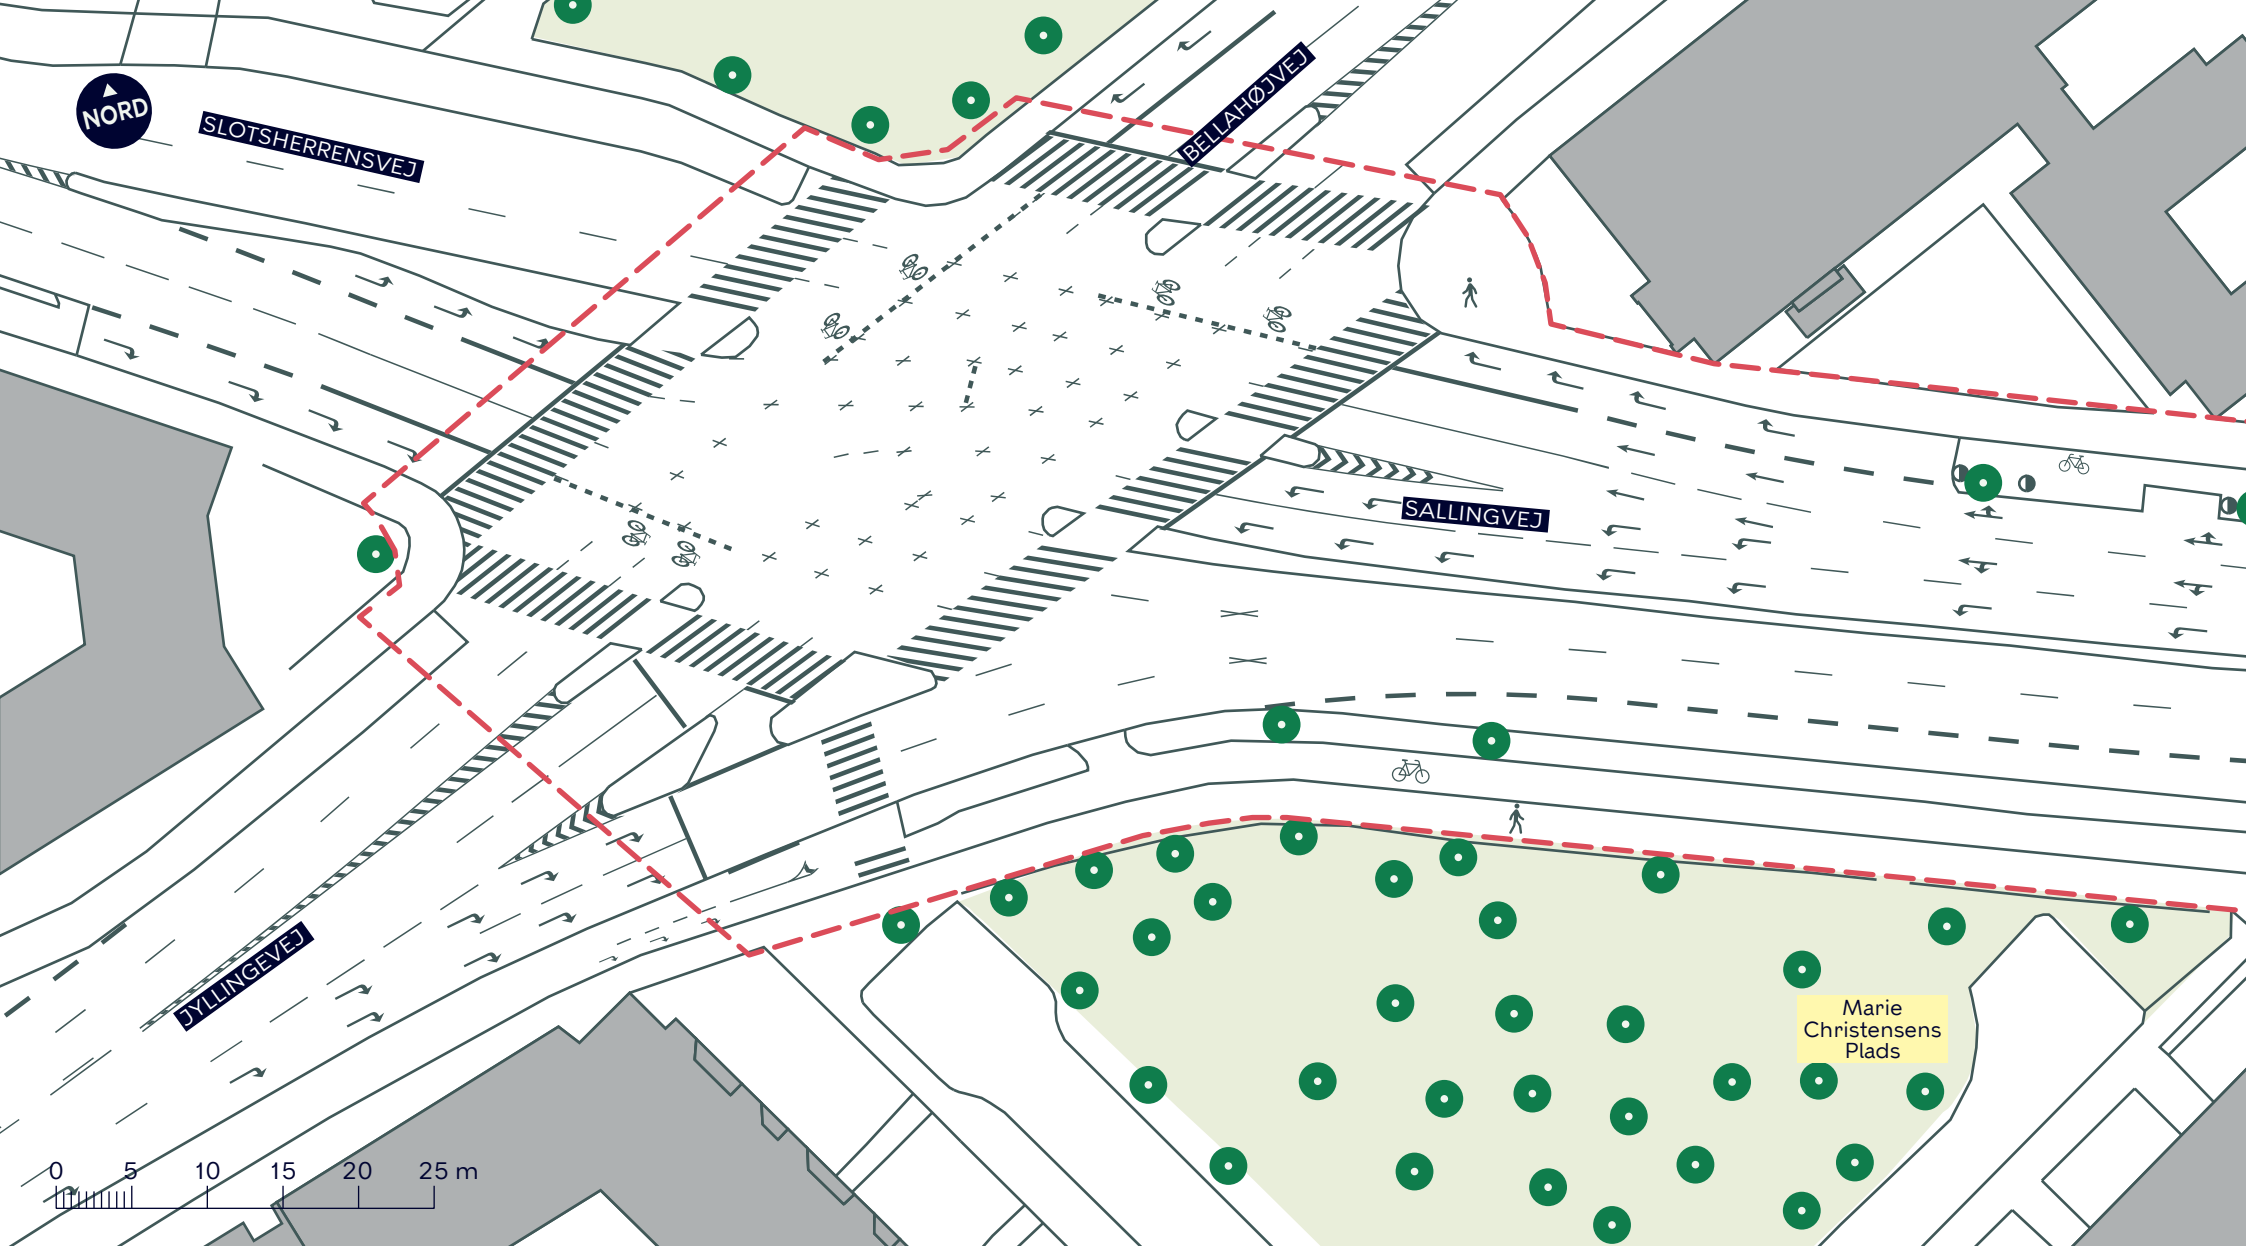 NORD
SLOTSHERRENSVEJ
BELLAHØJVEJ
SALLINGVEJ
JYLLINGEVEJ
Marie
Christensens
Plads
0 5 10 15 20 25 m